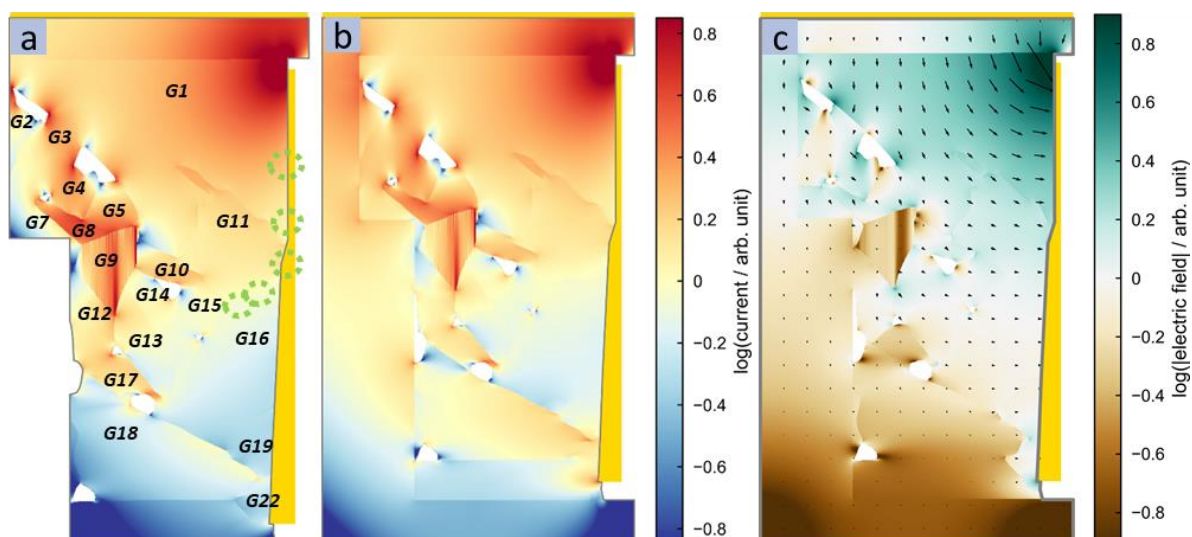 a
b
c
G1
G2
G3
G4
G5
G7
G8
G9
G10
G11
G12
G13
G14
G15
G16
G17
G18
G19
G22
0.8
0.6
0.4
0.2
0
−0.2
−0.4
−0.6
−0.8
log(current / arb. unit)
0.8
0.6
0.4
0.2
0
−0.2
−0.4
−0.6
−0.8
log(|electric field| / arb. unit)